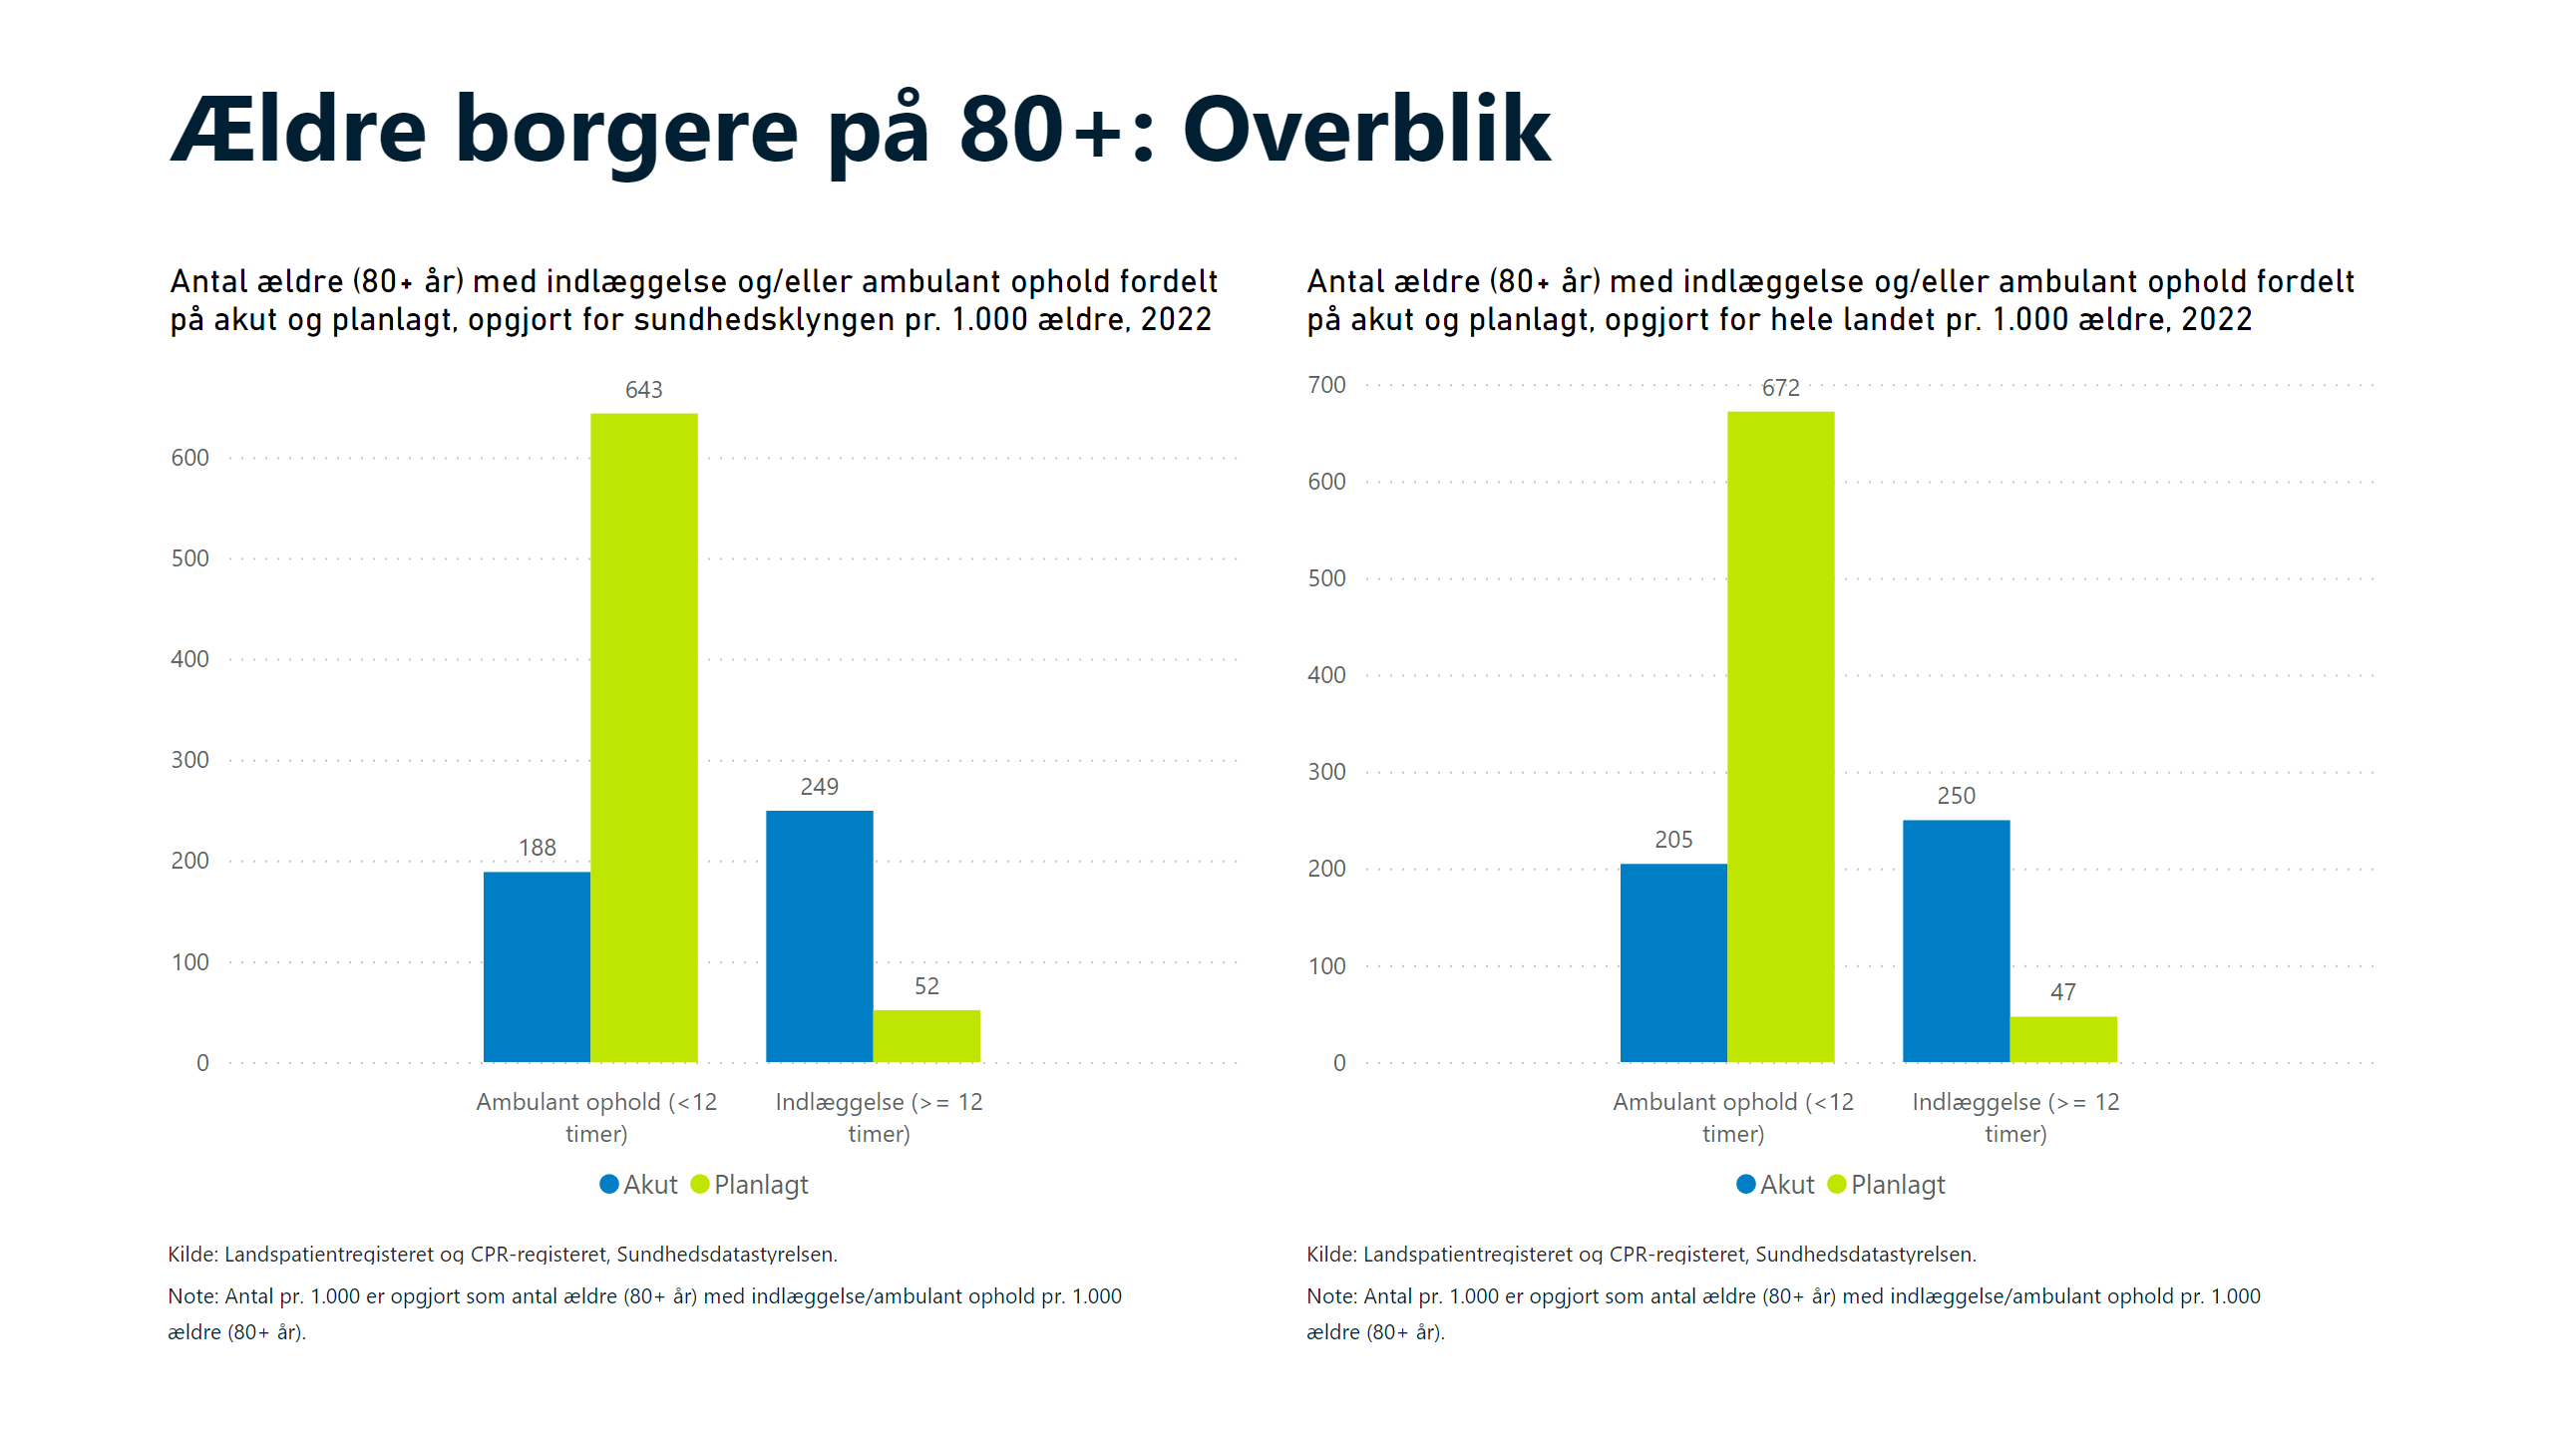 Ældre borgere på 80+: Overblik
Antal ældre (80+ år) med indlæggelse og/eller ambulant ophold fordelt
på akut og planlagt, opgjort for sundhedsklyngen pr. 1.000 ældre, 2022
643
600
500
400
300
249
188
200
100
52
0
Ambulant ophold (<12
timer)
Indlæggelse (>= 12
timer)
Akut
Planlagt
Kilde: Landspatientregisteret og CPR-registeret, Sundhedsdatastyrelsen.
Note: Antal pr. 1.000 er opgjort som antal ældre (80+ år) med indlæggelse/ambulant ophold pr. 1.000
ældre (80+ år).
Antal ældre (80+ år) med indlæggelse og/eller ambulant ophold fordelt
på akut og planlagt, opgjort for hele landet pr. 1.000 ældre, 2022
700
672
600
500
400
300
250
205
200
100
47
0
Ambulant ophold (<12
timer)
Indlæggelse (>= 12
timer)
Akut
Planlagt
Kilde: Landspatientregisteret og CPR-registeret, Sundhedsdatastyrelsen.
Note: Antal pr. 1.000 er opgjort som antal ældre (80+ år) med indlæggelse/ambulant ophold pr. 1.000
ældre (80+ år).